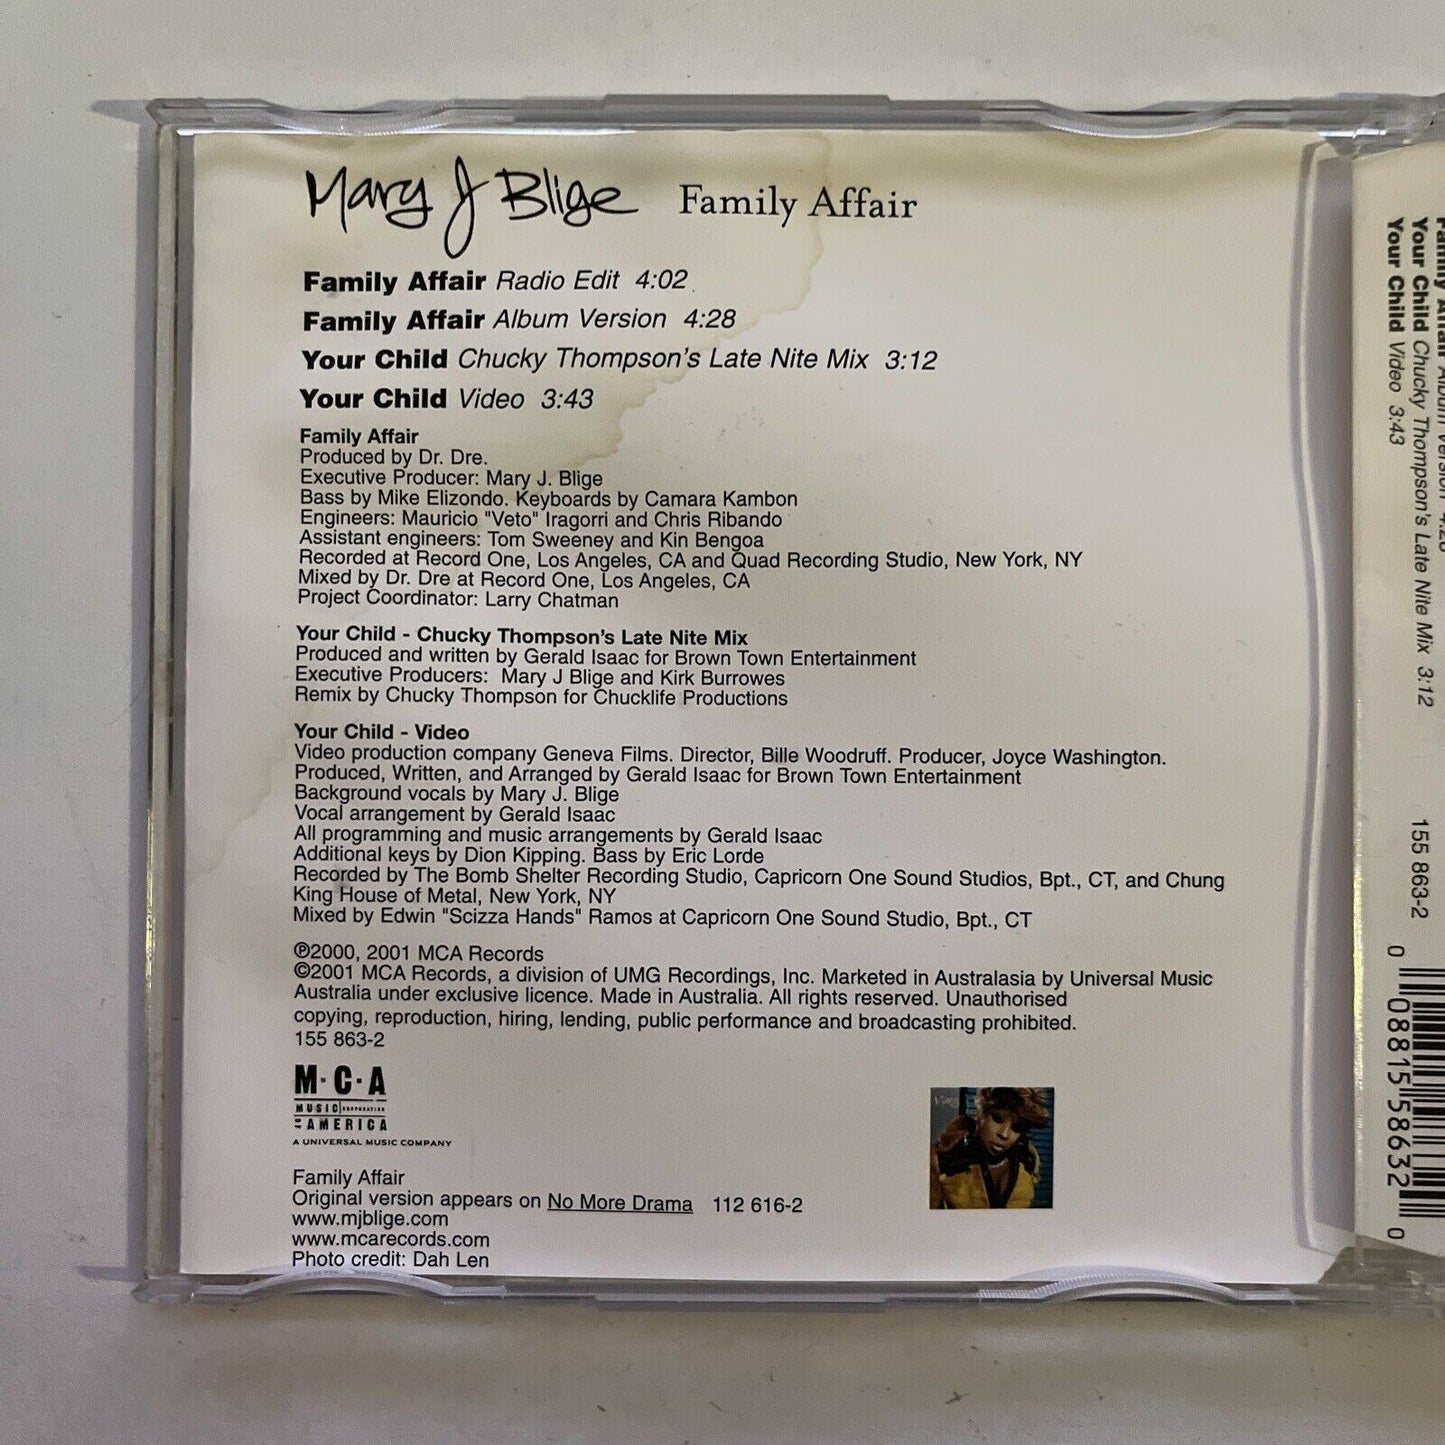 Mary J Blige Family Affair
Family Affair Radio Edit 4:02
Family Affair Album Version 4:28
Your Child Chucky Thompson's Late Nite Mix 3:12
Your Child Video 3:43
Family Affair
Produced by Dr. Dre.
Executive Producer: Mary J. Blige
Bass by Mike Elizondo. Keyboards by Camara Kambon
Engineers: Mauricio "Veto" Iragorri and Chris Ribando
Assistant engineers: Tom Sweeney and Kin Bengoa
Recorded at Record One, Los Angeles, CA and Quad Recording Studio, New York, NY
Mixed by Dr. Dre at Record One, Los Angeles, CA
Project Coordinator: Larry Chatman
Your Child - Chucky Thompson's Late Nite Mix
Produced and written by Gerald Isaac for Brown Town Entertainment
Executive Producers: Mary J Blige and Kirk Burrowes
Remix by Chucky Thompson for Chucklife Productions
Your Child - Video
Video production company Geneva Films. Director, Bille Woodruff. Producer, Joyce Washington.
Produced, Written, and Arranged by Gerald Isaac for Brown Town Entertainment
Background vocals by Mary J. Blige
Vocal arrangement by Gerald Isaac
All programming and music arrangements by Gerald Isaac
Additional keys by Dion Kipping. Bass by Eric Lorde
Recorded by The Bomb Shelter Recording Studio, Capricorn One Sound Studios, Bpt., CT, and Chung
King House of Metal, New York, NY
Mixed by Edwin "Scizza Hands" Ramos at Capricorn One Sound Studio, Bpt., CT
℗2000, 2001 MCA Records
©2001 MCA Records, a division of UMG Recordings, Inc. Marketed in Australasia by Universal Music
Australia under exclusive licence. Made in Australia. All rights reserved. Unauthorised
copying, reproduction, hiring, lending, public performance and broadcasting prohibited.
155 863-2
M·C·A
MUSIC CORPORATION
OF AMERICA
A UNIVERSAL MUSIC COMPANY
Family Affair
Original version appears on No More Drama 112 616-2
www.mjblige.com
www.mcarecords.com
Photo credit: Dah Len
Family Affair Album Version 4:28
Your Child Chucky Thompson's Late Nite Mix 3:12
Your Child Video 3:43
155 863-2
0 08815 58632 0